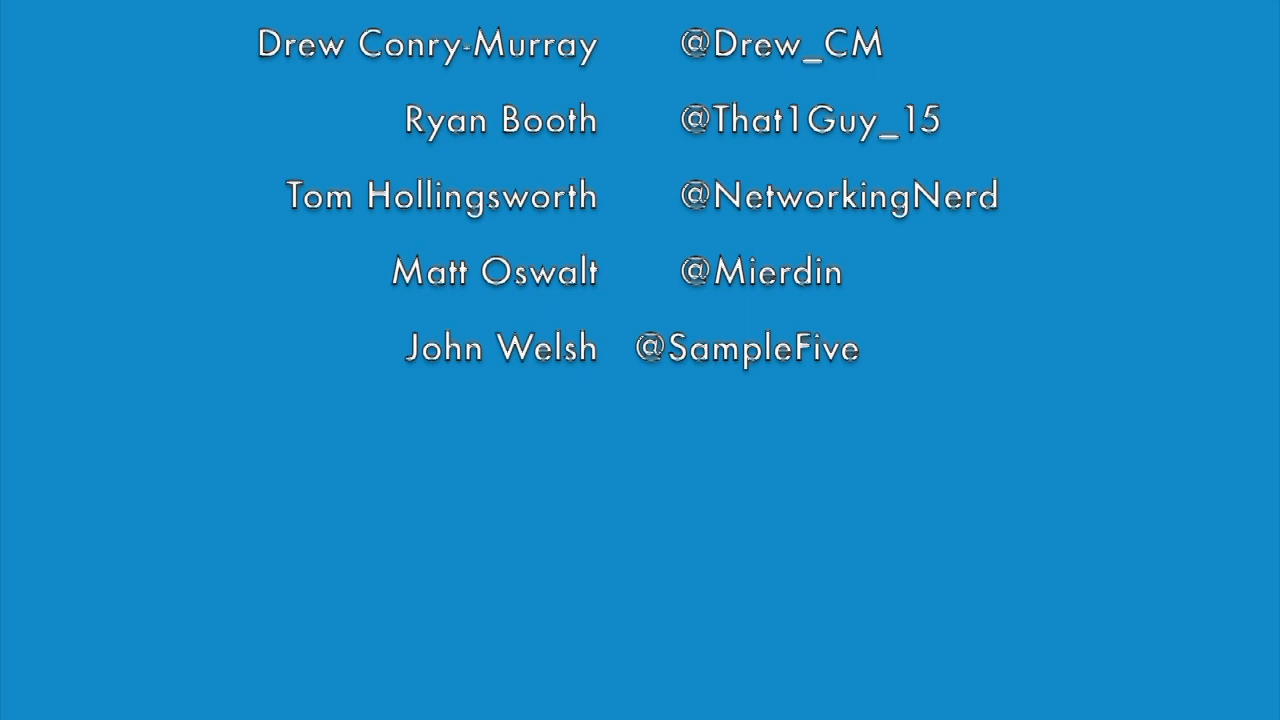 Drew Conry-Murray @Drew_CM
Ryan Booth @That1Guy_15
Tom Hollingsworth @NetworkingNerd
Matt Oswalt @Mierdin
John Welsh @SampleFive